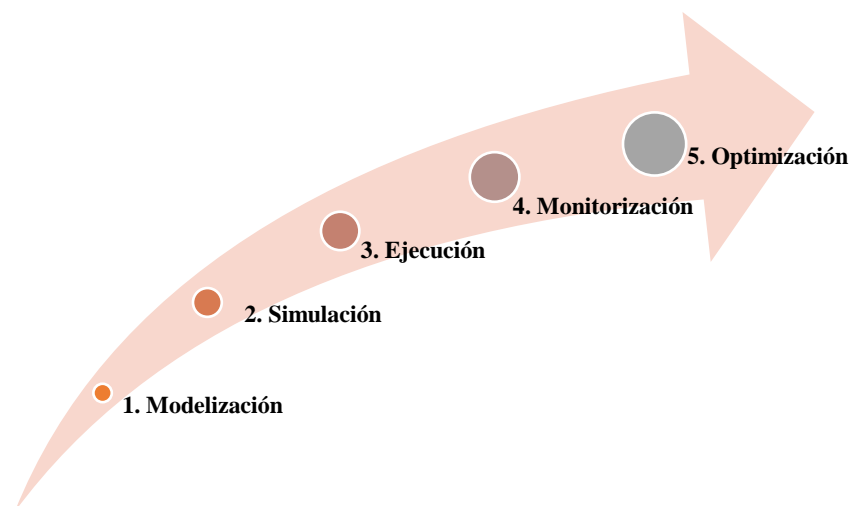 1. Modelización
2. Simulación
3. Ejecución
4. Monitorización
5. Optimización